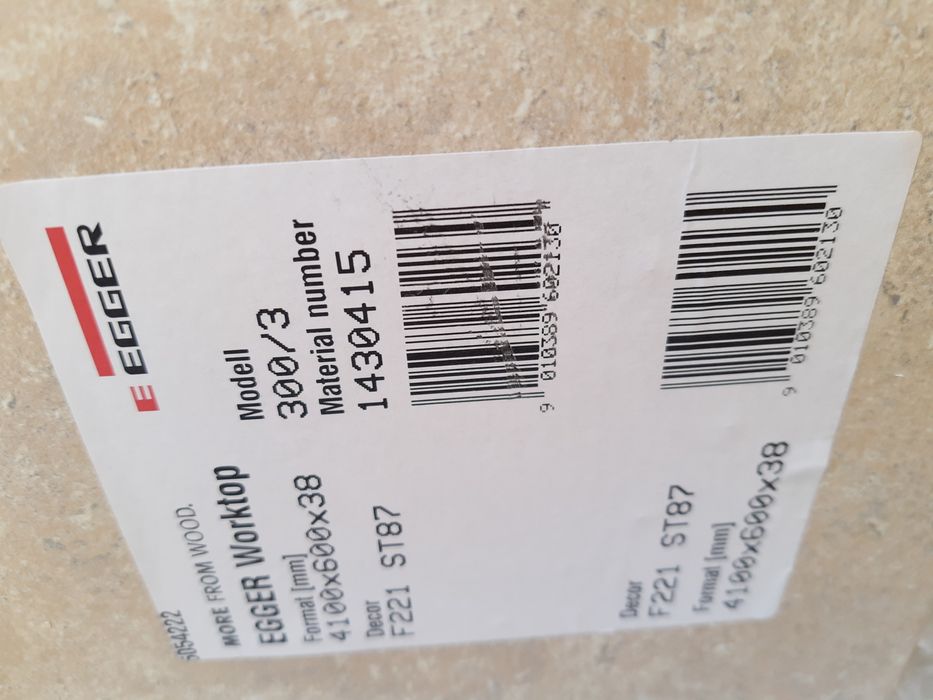 5054222
MORE FROM WOOD.
E EGGER
EGGER Worktop
Format [mm]
4100x600x38
Decor
F221 ST87
Modell
300/3
Material number
1430415
9 010389 602130
Decor
F221 ST87
Format [mm]
4100x600x38
9 010389 602130